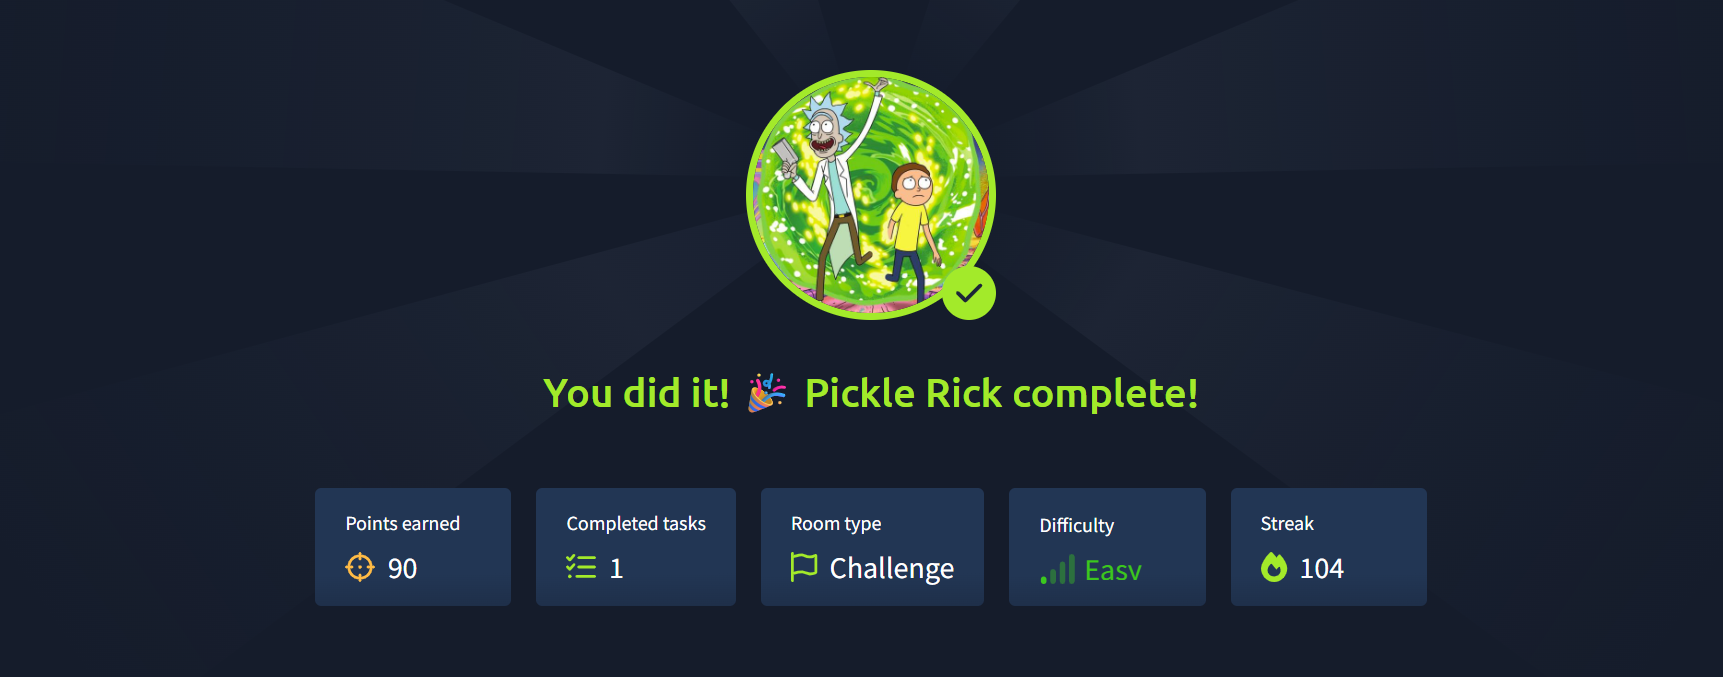 You did it! 🎉 Pickle Rick complete!
Points earned
90
Completed tasks
1
Room type
Challenge
Difficulty
Easy
Streak
104